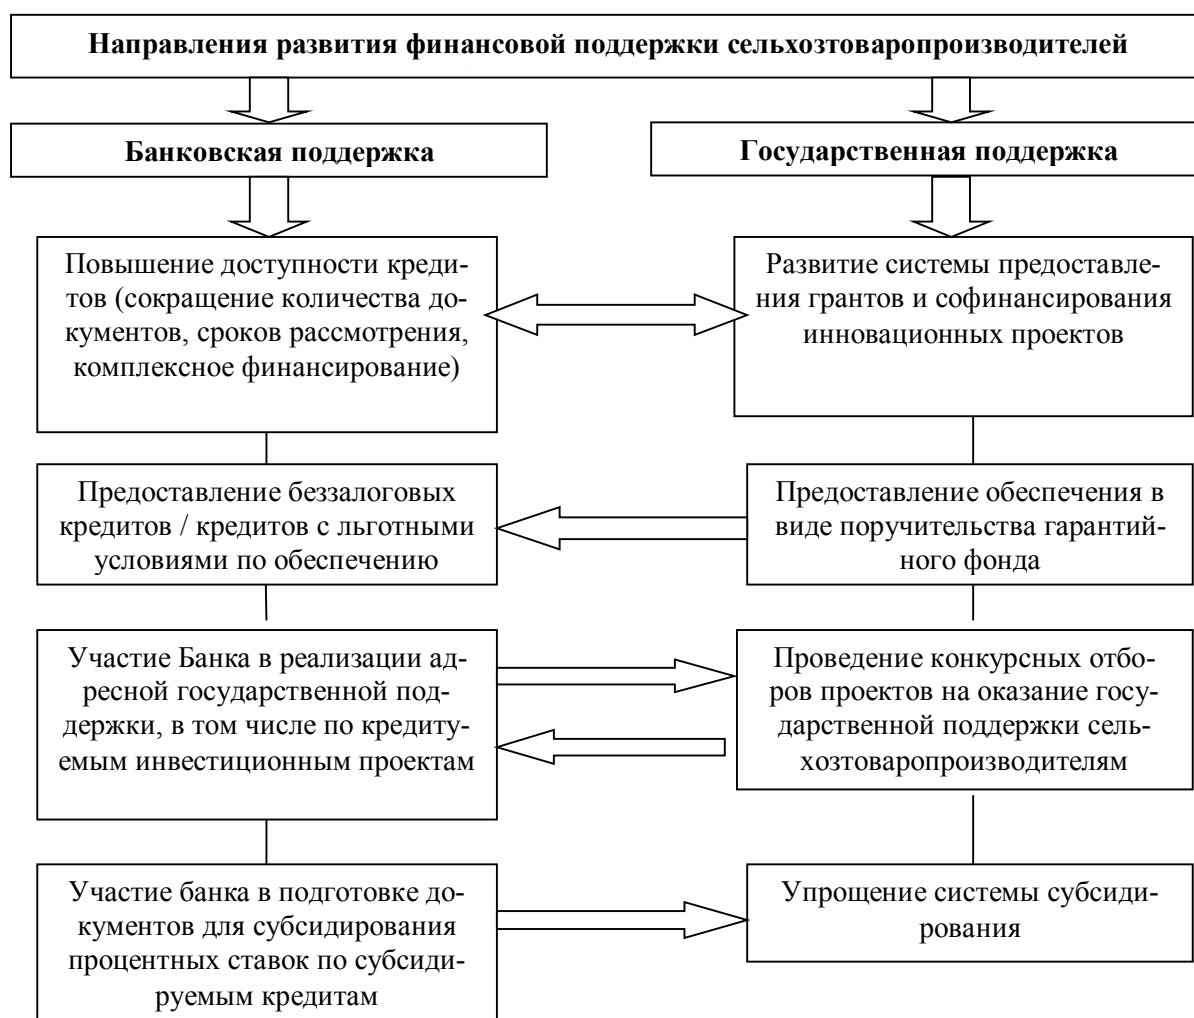 Направления развития финансовой поддержки сельхозтоваропроизводителей
Банковская поддержка
Государственная поддержка
Повышение доступности креди-
тов (сокращение количества до-
кументов, сроков рассмотрения,
комплексное финансирование)
Развитие системы предоставле-
ния грантов и софинансирования
инновационных проектов
Предоставление беззалоговых
кредитов / кредитов с льготными
условиями по обеспечению
Предоставление обеспечения в
виде поручительства гарантий-
ного фонда
Участие Банка в реализации ад-
ресной государственной под-
держки, в том числе по кредиту-
емым инвестиционным проектам
Проведение конкурсных отбо-
ров проектов на оказание госу-
дарственной поддержки сель-
хозтоваропроизводителям
Участие банка в подготовке до-
кументов для субсидирования
процентных ставок по субсиди-
руемым кредитам
Упрощение системы субсиди-
рования